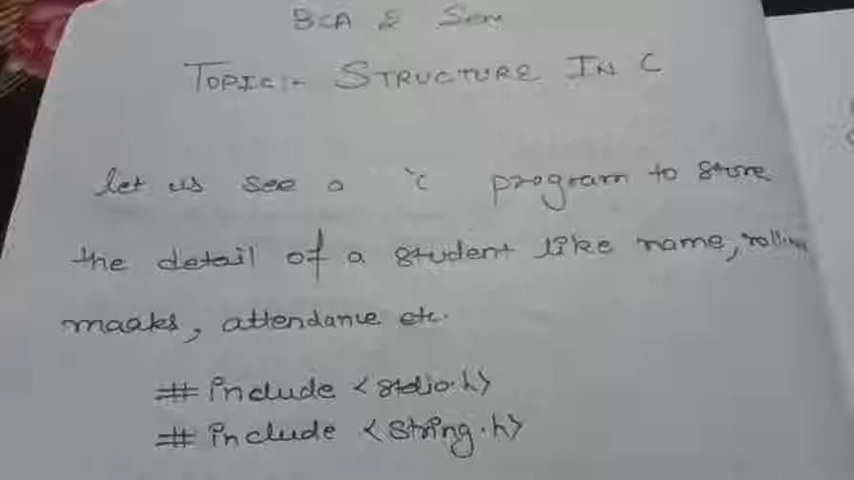 BCA 2 Sem
TOPIC:- STRUCTURE IN C
let us see a 'c program to store
the detail of a student like name,
marks, attendance etc.
# include <stdio.h>
# include <string.h>